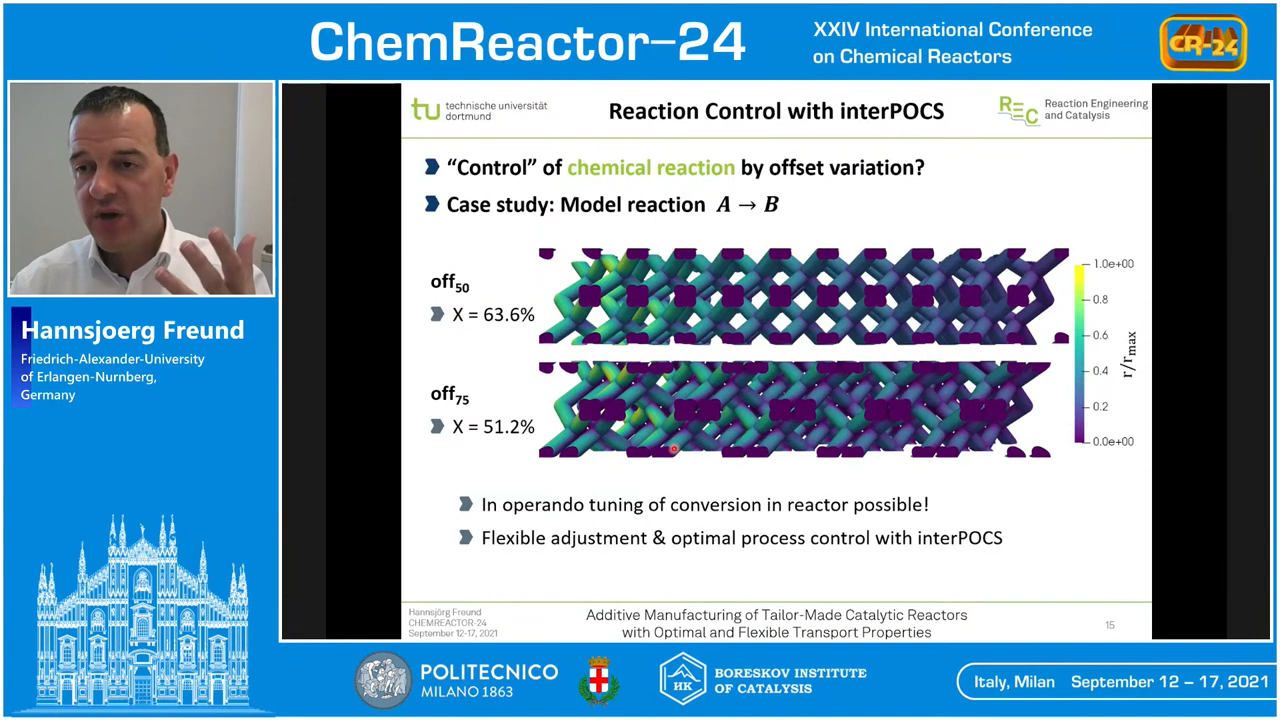 ChemReactor-24
XXIV International Conference
on Chemical Reactors
CR-24
tu technische universität
dortmund
Reaction Control with interPOCS
REC Reaction Engineering
and Catalysis
"Control" of chemical reaction by offset variation?
Case study: Model reaction A → B
off50
X = 63.6%
off75
X = 51.2%
1.0e+00
0.8
0.6
0.4
0.2
0.0e+00
r/rmax
In operando tuning of conversion in reactor possible!
Flexible adjustment & optimal process control with interPOCS
Hannsjörg Freund
CHEMREACTOR-24
September 12-17, 2021
Additive Manufacturing of Tailor-Made Catalytic Reactors
with Optimal and Flexible Transport Properties
15
Hannsjoerg Freund
Friedrich-Alexander-University
of Erlangen-Nurnberg,
Germany
POLITECNICO
MILANO 1863
НК
BORESKOV INSTITUTE
OF CATALYSIS
Italy, Milan September 12 – 17, 2021